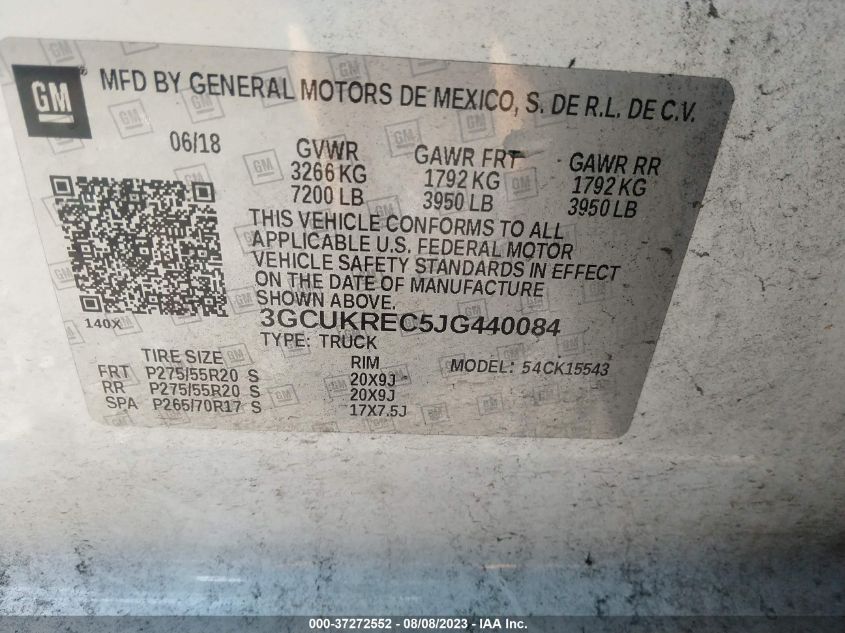 GM
MFD BY GENERAL MOTORS DE MEXICO, S. DE R.L. DE C.V.
06/18 GVWR GAWR FRT GAWR RR
3266 KG 1792 KG 1792 KG
7200 LB 3950 LB 3950 LB
THIS VEHICLE CONFORMS TO ALL
APPLICABLE U.S. FEDERAL MOTOR
VEHICLE SAFETY STANDARDS IN EFFECT
ON THE DATE OF MANUFACTURE
SHOWN ABOVE.
140X 3GCUKREC5JG440084
TYPE: TRUCK
TIRE SIZE RIM MODEL: 54CK15543
FRT P275/55R20 S 20X9J
RR P275/55R20 S 20X9J
SPA P265/70R17 S 17X7.5J
000-37272552 - 08/08/2023 - IAA Inc.